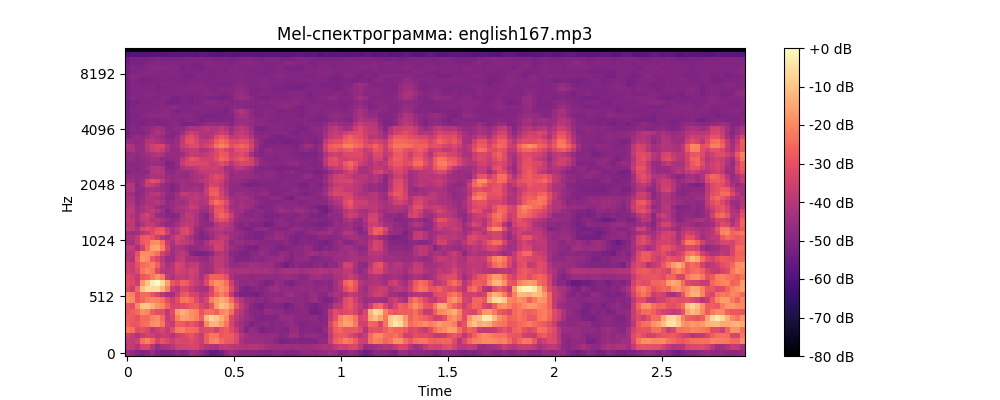 Mel-спектрограмма: english167.mp3
8192
4096
2048
1024
512
0
Hz
0 0.5 1 1.5 2 2.5
Time
+0 dB
-10 dB
-20 dB
-30 dB
-40 dB
-50 dB
-60 dB
-70 dB
-80 dB